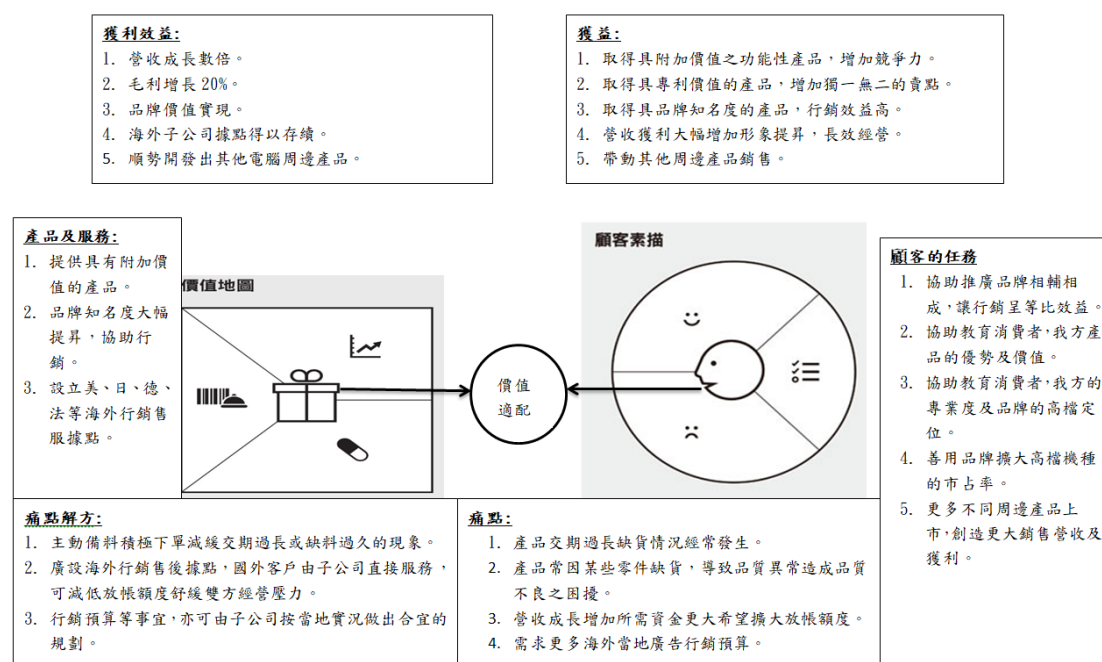 獲利效益:
1. 營收成長數倍。
2. 毛利增長 20%。
3. 品牌價值實現。
4. 海外子公司據點得以存續。
5. 順勢開發出其他電腦周邊產品。
獲益:
1. 取得具附加價值之功能性產品，增加競爭力。
2. 取得具專利價值的產品，增加獨一無二的賣點。
3. 取得具品牌知名度的產品，行銷效益高。
4. 營收獲利大幅增加形象提昇，長效經營。
5. 帶動其他周邊產品銷售。
產品及服務:
1. 提供具有附加價
值的產品。
2. 品牌知名度大幅
提昇，協助行
銷。
3. 設立美、日、德、
法等海外行銷售
服據點。
價值地圖
價值
適配
顧客素描
顧客的任務
1. 協助推廣品牌相輔相
成，讓行銷呈等比效益。
2. 協助教育消費者，我方產
品的優勢及價值。
3. 協助教育消費者，我方的
專業度及品牌的高檔定
位。
4. 善用品牌擴大高檔機種
的市占率。
5. 更多不同周邊產品上
市，創造更大銷售營收及
獲利。
痛點解方:
1. 主動備料積極下單減緩交期過長或缺料過久的現象。
2. 廣設海外行銷售後據點，國外客戶由子公司直接服務，
可減低放帳額度舒緩雙方經營壓力。
3. 行銷預算等事宜，亦可由子公司按當地實況做出合宜的
規劃。
痛點:
1. 產品交期過長缺貨情況經常發生。
2. 產品常因某些零件缺貨，導致品質異常造成品質
不良之困擾。
3. 營收成長增加所需資金更大希望擴大放帳額度。
4. 需求更多海外當地廣告行銷預算。